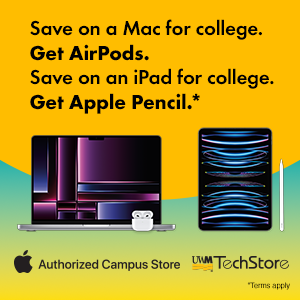 Save on a Mac for college.
Get AirPods.
Save on an iPad for college.
Get Apple Pencil.*
Authorized Campus Store
UWM TechStore
*Terms apply